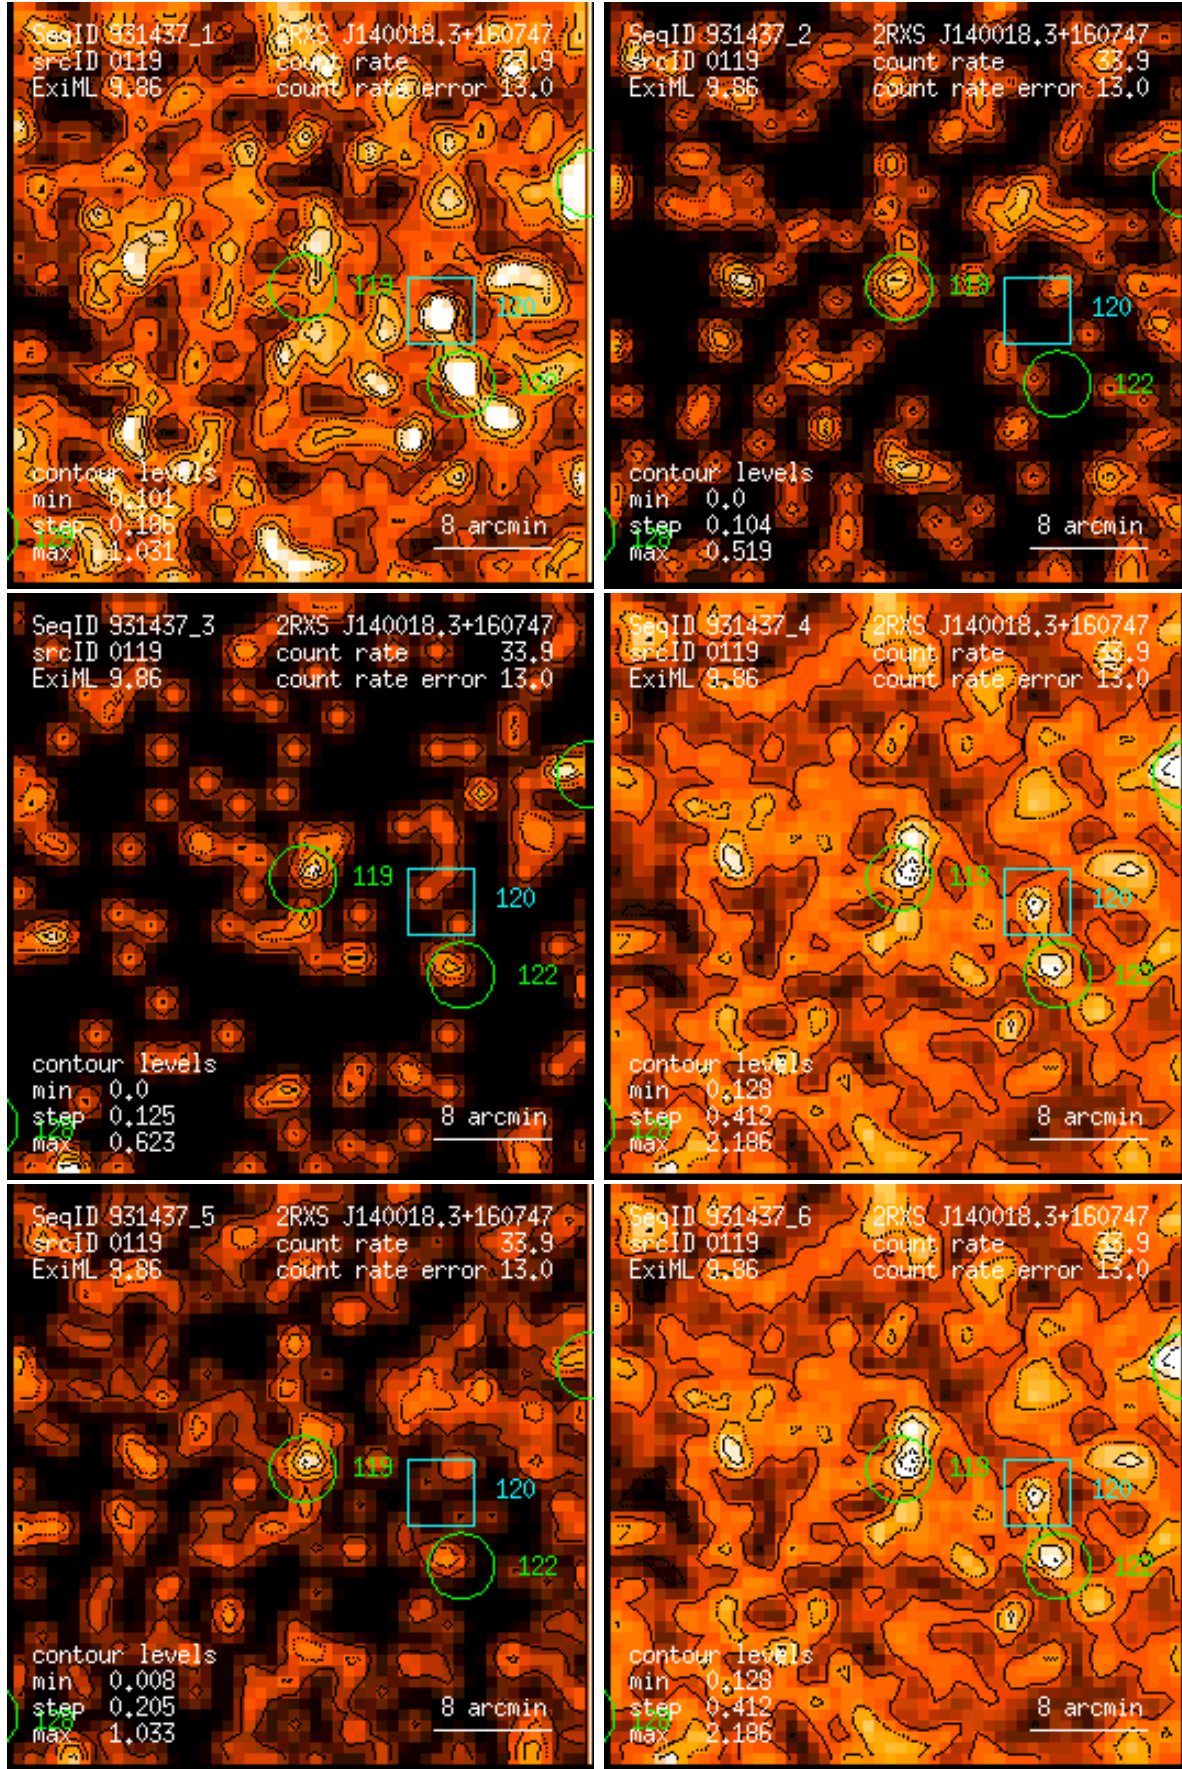 SeqID 931437_1 2RXS J140018.3+160747
srcID 0119 count rate 33.9
ExiML 9.86 count rate error 13.0
119
120
122
contour levels
min 0.101
step 0.186 8 arcmin
128
max 1.031
SeqID 931437_2 2RXS J140018.3+160747
srcID 0119 count rate 33.9
ExiML 9.86 count rate error 13.0
119
120
122
contour levels
min 0.0
step 0.104 8 arcmin
128
max 0.519
SeqID 931437_3 2RXS J140018.3+160747
srcID 0119 count rate 33.9
ExiML 9.86 count rate error 13.0
119
120
122
contour levels
min 0.0
step 0.125 8 arcmin
128
max 0.623
SeqID 931437_4 2RXS J140018.3+160747
srcID 0119 count rate 33.9
ExiML 9.86 count rate error 13.0
119
120
122
contour levels
min 0.128
step 0.412 8 arcmin
128
max 2.186
SeqID 931437_5 2RXS J140018.3+160747
srcID 0119 count rate 33.9
ExiML 9.86 count rate error 13.0
119
120
122
contour levels
min 0.008
step 0.205 8 arcmin
128
max 1.033
SeqID 931437_6 2RXS J140018.3+160747
srcID 0119 count rate 33.9
ExiML 9.86 count rate error 13.0
119
120
122
contour levels
min 0.128
step 0.412 8 arcmin
128
max 2.186